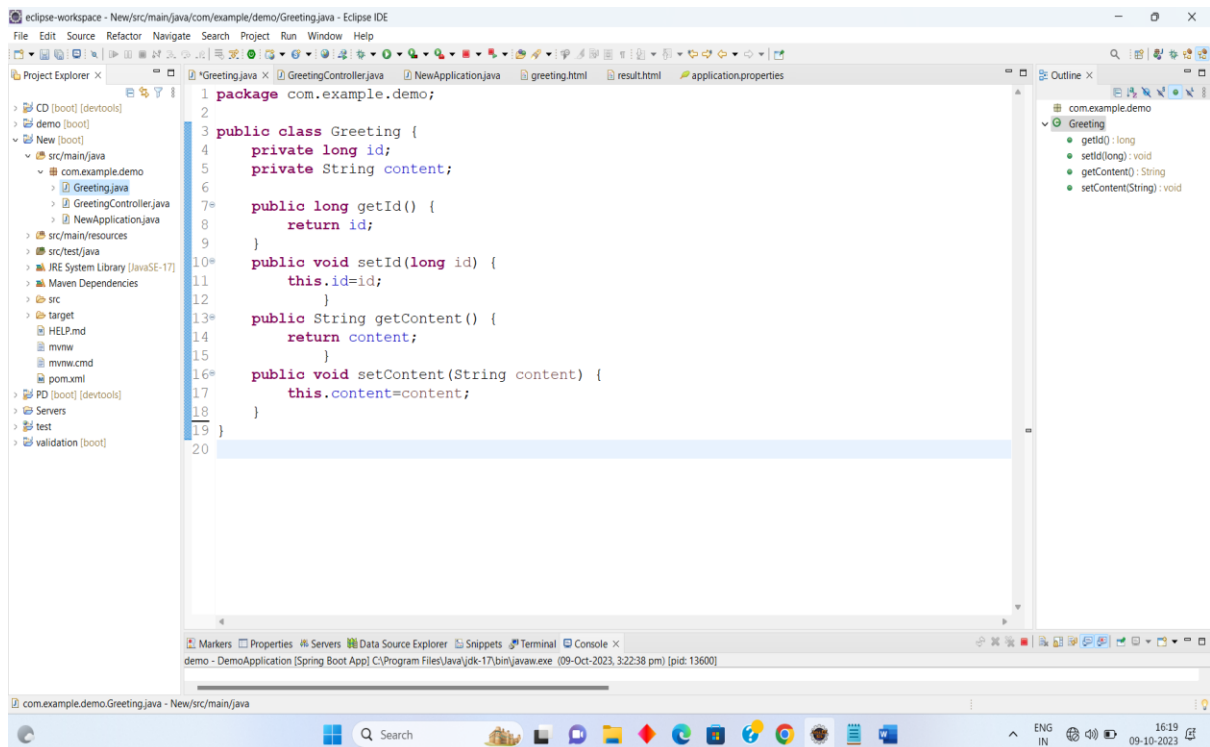 eclipse-workspace - New/src/main/java/com/example/demo/Greeting.java - Eclipse IDE
File Edit Source Refactor Navigate Search Project Run Window Help
Project Explorer
CD [boot] [devtools]
demo [boot]
New [boot]
src/main/java
com.example.demo
Greeting.java
GreetingController.java
NewApplication.java
src/main/resources
src/test/java
JRE System Library [JavaSE-17]
Maven Dependencies
src
target
HELP.md
mvnw
mvnw.cmd
pom.xml
PD [boot] [devtools]
Servers
test
validation [boot]
*Greeting.java GreetingController.java NewApplication.java greeting.html result.html application.properties
1 package com.example.demo;
2
3 public class Greeting {
4 private long id;
5 private String content;
6
7 public long getId() {
8 return id;
9 }
10 public void setId(long id) {
11 this.id=id;
12 }
13 public String getContent() {
14 return content;
15 }
16 public void setContent(String content) {
17 this.content=content;
18 }
19 }
20
Outline
com.example.demo
Greeting
getId() : long
setId(long) : void
getContent() : String
setContent(String) : void
Markers Properties Servers Data Source Explorer Snippets Terminal Console
demo - DemoApplication [Spring Boot App] C:\Program Files\Java\jdk-17\bin\javaw.exe (09-Oct-2023, 3:22:38 pm) [pid: 13600]
com.example.demo.Greeting.java - New/src/main/java
Search
ENG
IN
16:19
09-10-2023